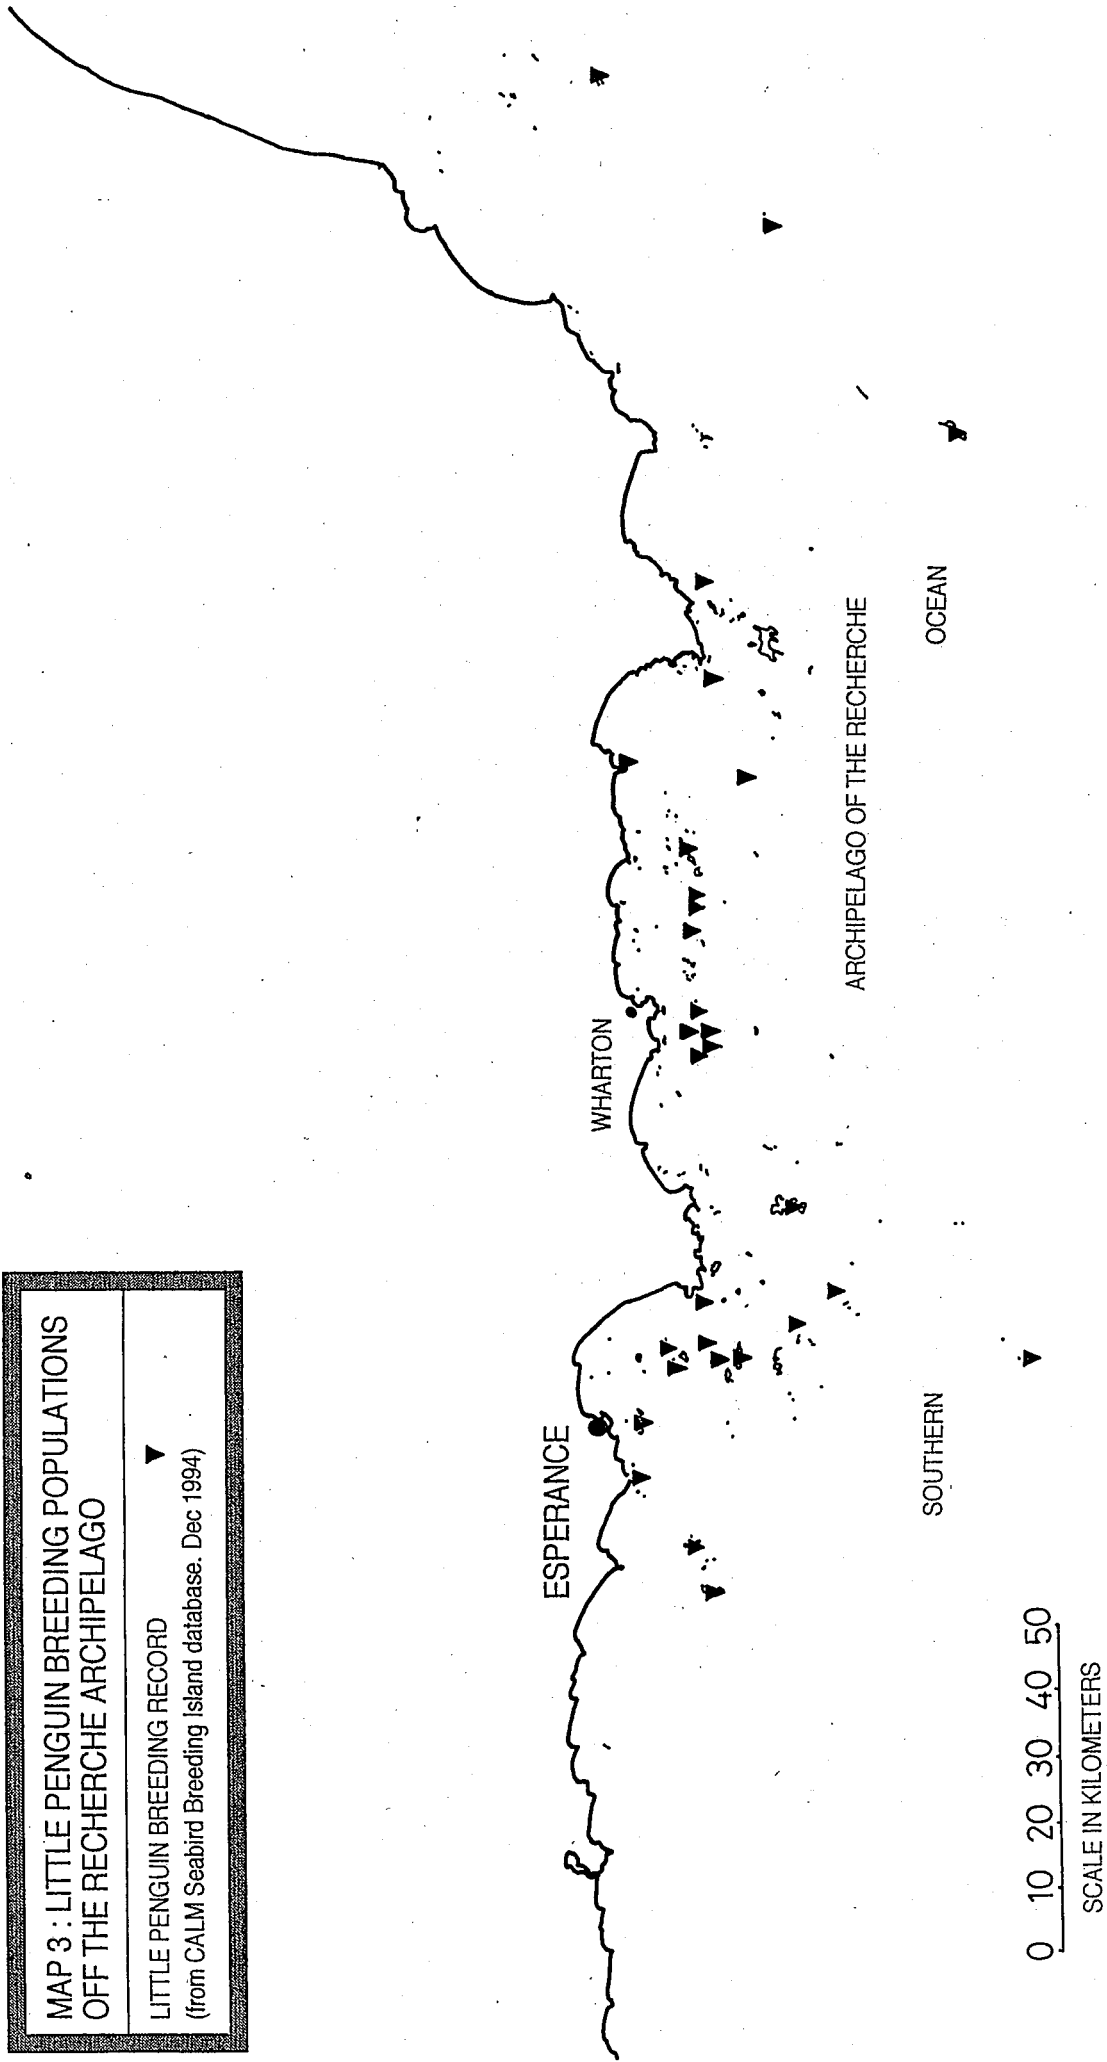 MAP 3 : LITTLE PENGUIN BREEDING POPULATIONS
OFF THE RECHERCHE ARCHIPELAGO
LITTLE PENGUIN BREEDING RECORD
(from CALM Seabird Breeding Island database. Dec 1994)
ESPERANCE
WHARTON
ARCHIPELAGO OF THE RECHERCHE
SOUTHERN
OCEAN
0 10 20 30 40 50
SCALE IN KILOMETERS